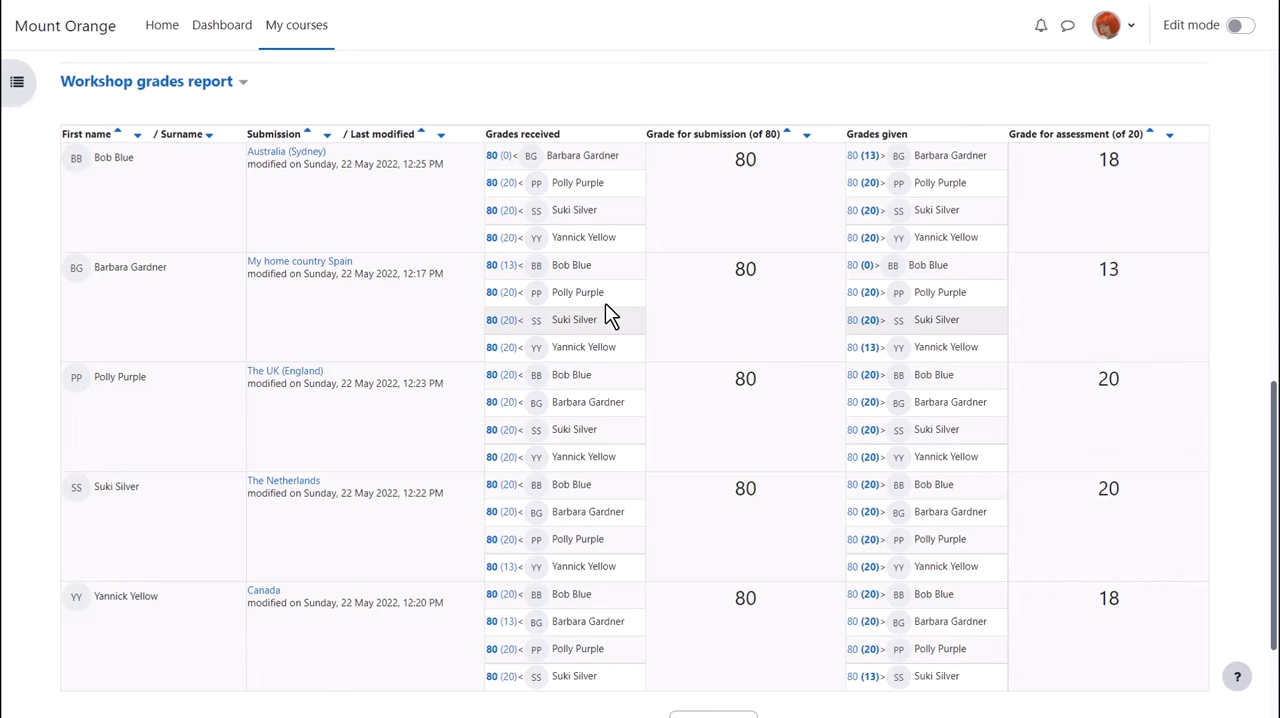 Mount Orange Home Dashboard My courses Edit mode
Workshop grades report
First name / Surname Submission / Last modified Grades received Grade for submission (of 80) Grades given Grade for assessment (of 20)
BB Bob Blue
Australia (Sydney)
modified on Sunday, 22 May 2022, 12:25 PM
80 (0)< BG Barbara Gardner
80 (20)< PP Polly Purple
80 (20)< SS Suki Silver
80 (20)< YY Yannick Yellow
80
80 (13)> BG Barbara Gardner
80 (20)> PP Polly Purple
80 (20)> SS Suki Silver
80 (20)> YY Yannick Yellow
18
BG Barbara Gardner
My home country Spain
modified on Sunday, 22 May 2022, 12:17 PM
80 (13)< BB Bob Blue
80 (20)< PP Polly Purple
80 (20)< SS Suki Silver
80 (20)< YY Yannick Yellow
80
80 (0)> BB Bob Blue
80 (20)> PP Polly Purple
80 (20)> SS Suki Silver
80 (13)> YY Yannick Yellow
13
PP Polly Purple
The UK (England)
modified on Sunday, 22 May 2022, 12:23 PM
80 (20)< BB Bob Blue
80 (20)< BG Barbara Gardner
80 (20)< SS Suki Silver
80 (20)< YY Yannick Yellow
80
80 (20)> BB Bob Blue
80 (20)> BG Barbara Gardner
80 (20)> SS Suki Silver
80 (20)> YY Yannick Yellow
20
SS Suki Silver
The Netherlands
modified on Sunday, 22 May 2022, 12:22 PM
80 (20)< BB Bob Blue
80 (20)< BG Barbara Gardner
80 (20)< PP Polly Purple
80 (13)< YY Yannick Yellow
80
80 (20)> BB Bob Blue
80 (20)> BG Barbara Gardner
80 (20)> PP Polly Purple
80 (20)> YY Yannick Yellow
20
YY Yannick Yellow
Canada
modified on Sunday, 22 May 2022, 12:20 PM
80 (20)< BB Bob Blue
80 (13)< BG Barbara Gardner
80 (20)< PP Polly Purple
80 (20)< SS Suki Silver
80
80 (20)> BB Bob Blue
80 (20)> BG Barbara Gardner
80 (20)> PP Polly Purple
80 (13)> SS Suki Silver
18
?